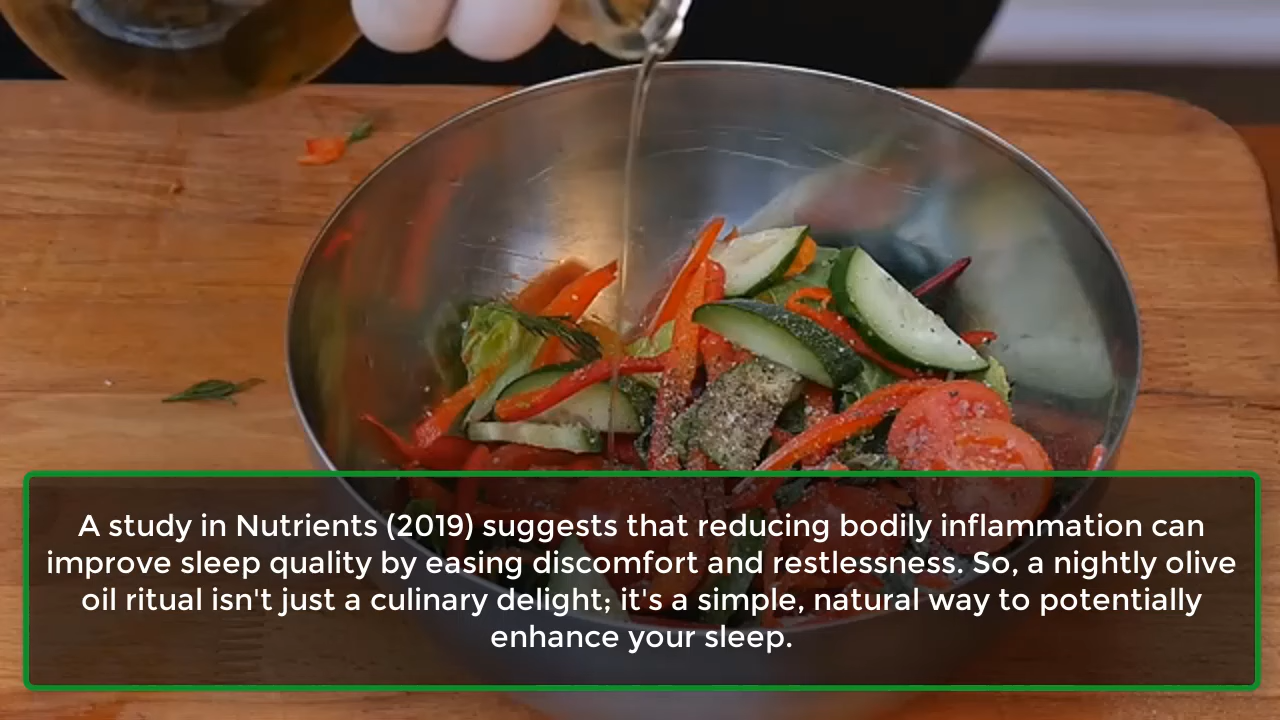 A study in Nutrients (2019) suggests that reducing bodily inflammation can
improve sleep quality by easing discomfort and restlessness. So, a nightly olive
oil ritual isn't just a culinary delight; it's a simple, natural way to potentially
enhance your sleep.